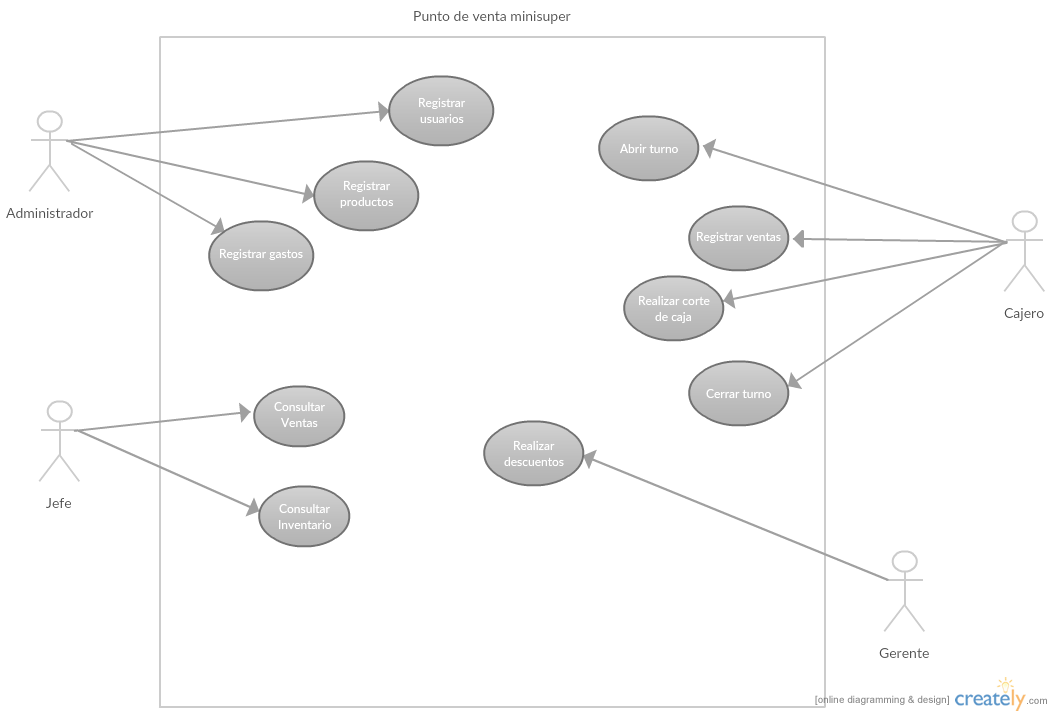 Punto de venta minisuper
Registrar
usuarios
Registrar
productos
Registrar gastos
Administrador
Abrir turno
Registrar ventas
Realizar corte
de caja
Cerrar turno
Cajero
Consultar
Ventas
Consultar
Inventario
Jefe
Realizar
descuentos
Gerente
[online diagramming & design] creately.com